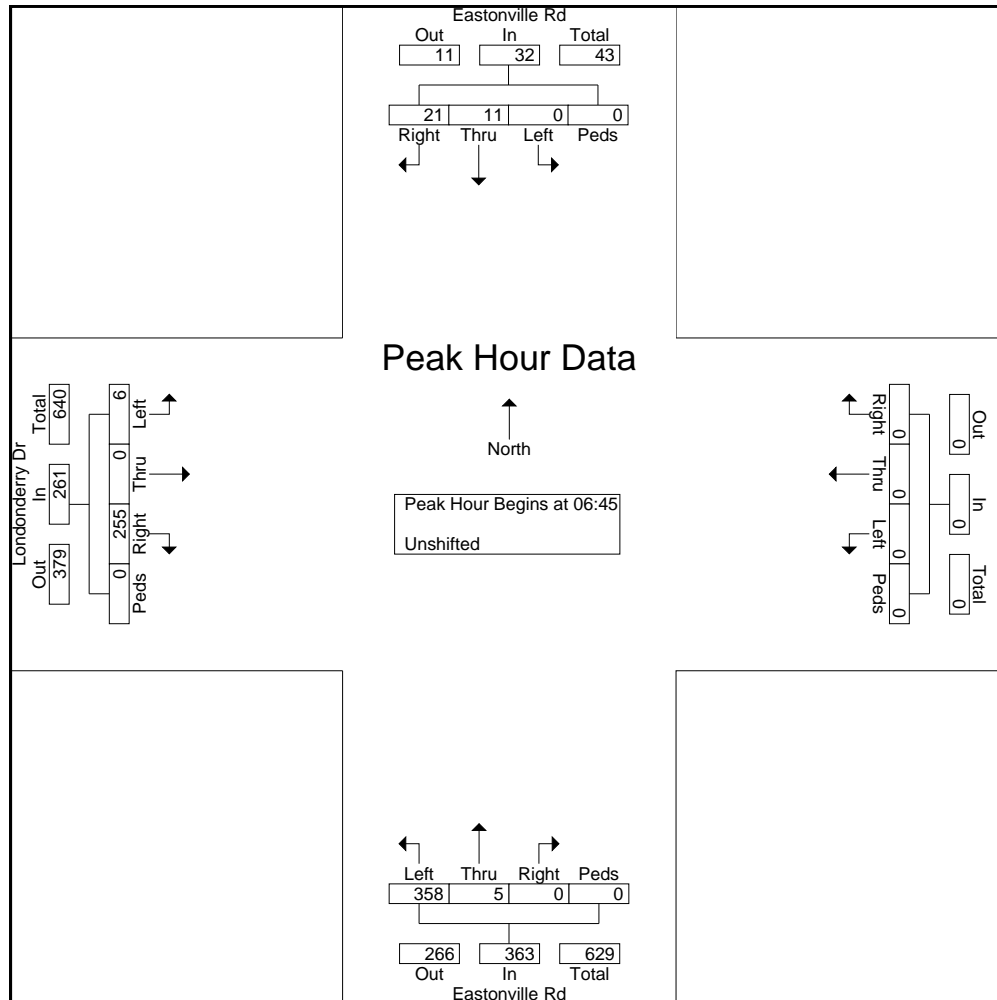 Eastonville Rd
Out In Total
11 32 43
21 11 0 0
Right Thru Left Peds
Peak Hour Data
North
Peak Hour Begins at 06:45
Unshifted
Londonderry Dr
Total In Out
640 261 379
6 0 255 0
Left Thru Right Peds
Out In Total
0 0 0
0 0 0 0
Right Thru Left Peds
Left Thru Right Peds
358 5 0 0
266 363 629
Out In Total
Eastonville Rd